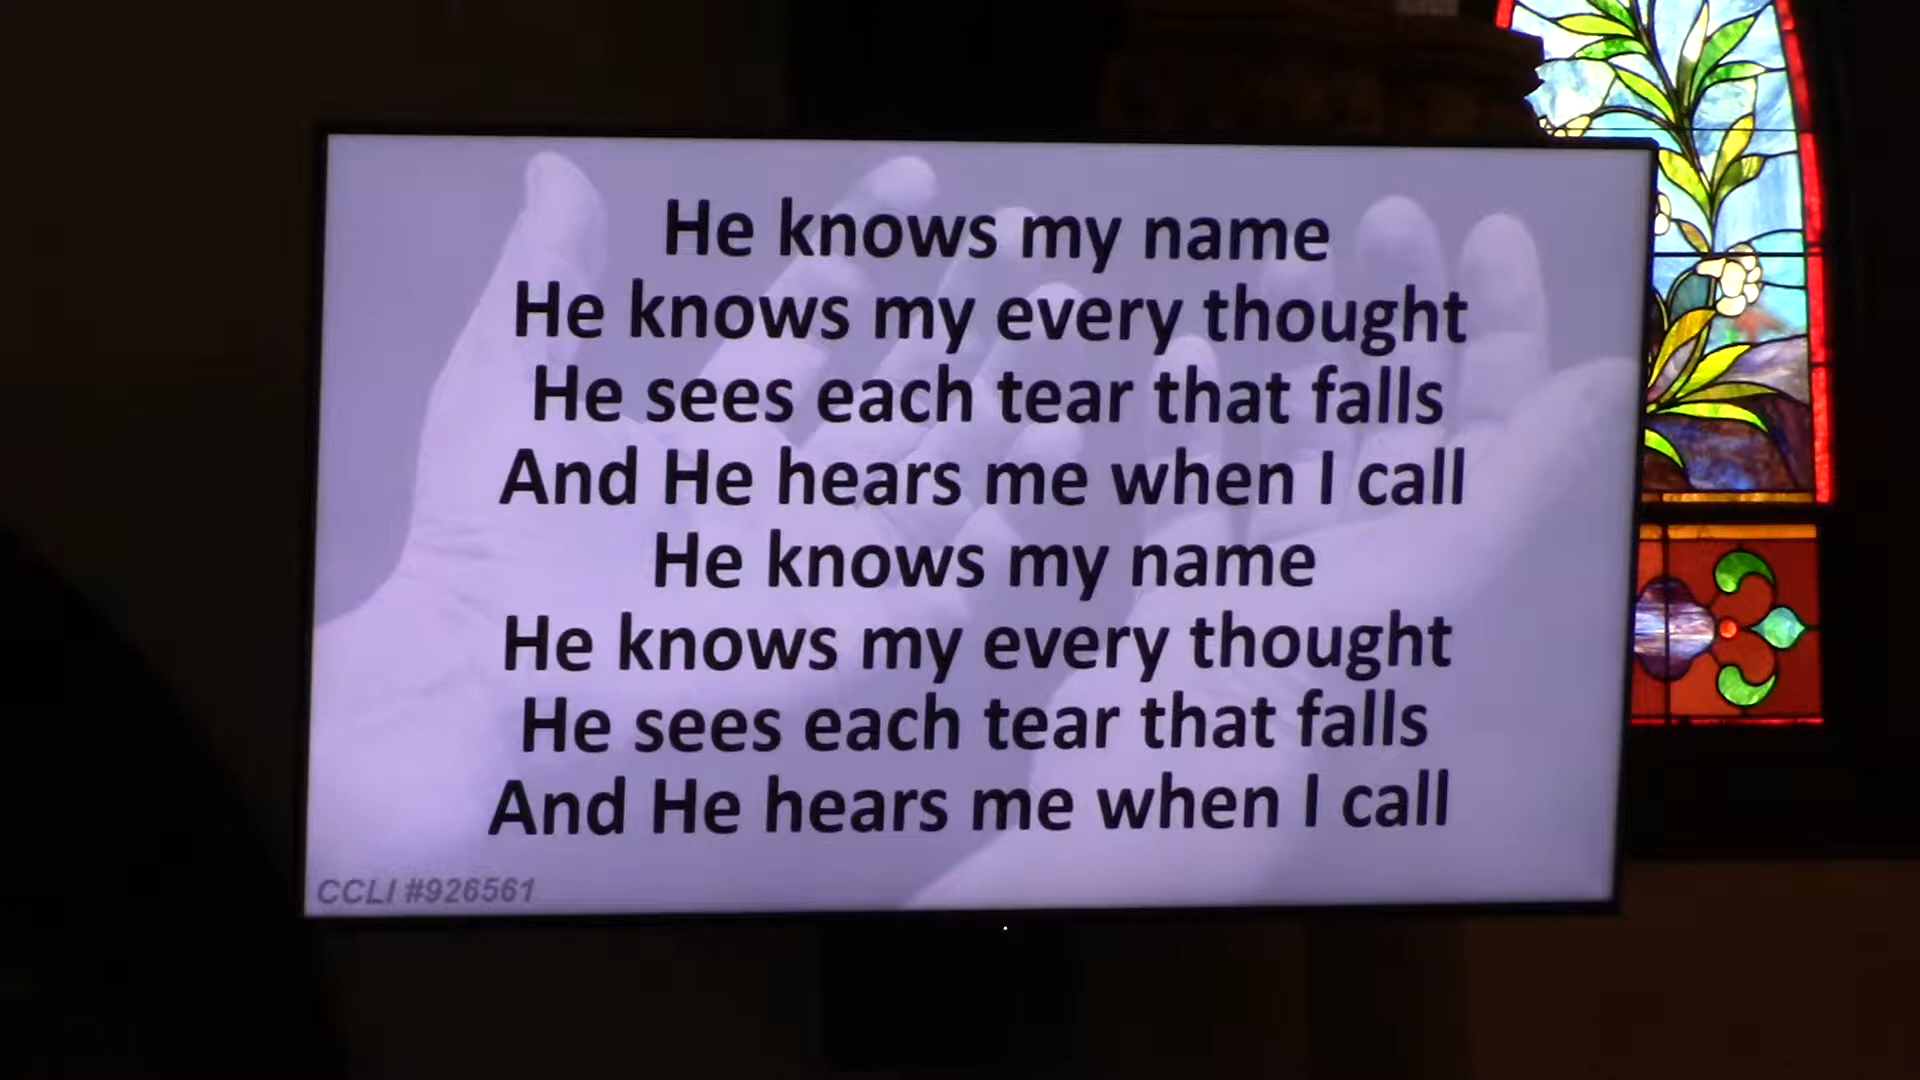 He knows my name
He knows my every thought
He sees each tear that falls
And He hears me when I call
He knows my name
He knows my every thought
He sees each tear that falls
And He hears me when I call
CCLI #926561